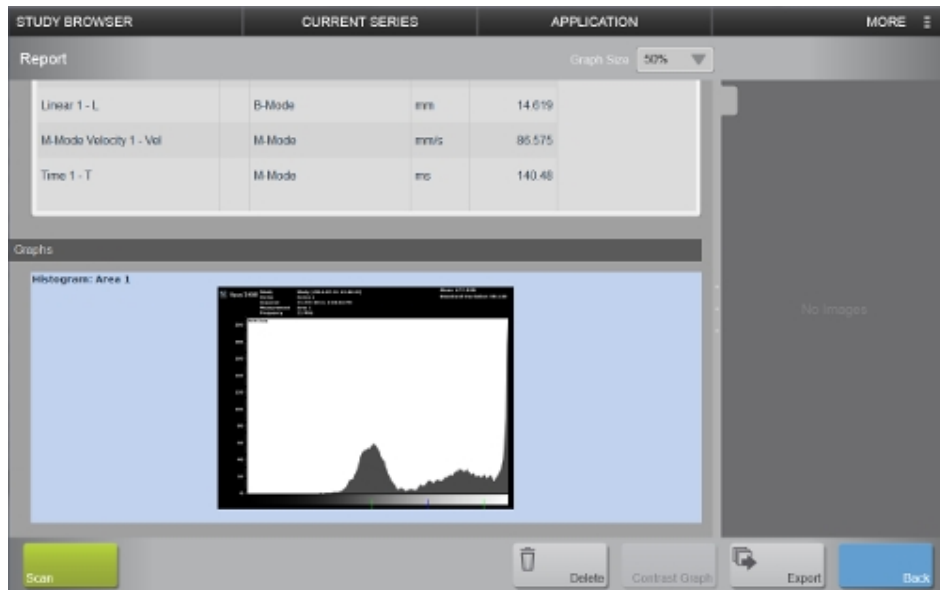 STUDY BROWSER CURRENT SERIES APPLICATION MORE
Report Graph Size 50%
Linear 1 - L B-Mode mm 14.619
M-Mode Velocity 1 - Vel M-Mode mm/s 86.575
Time 1 - T M-Mode ms 140.48
Graphs
Histogram: Area 1
No Images
Scan Delete Contrast Graph Export Back